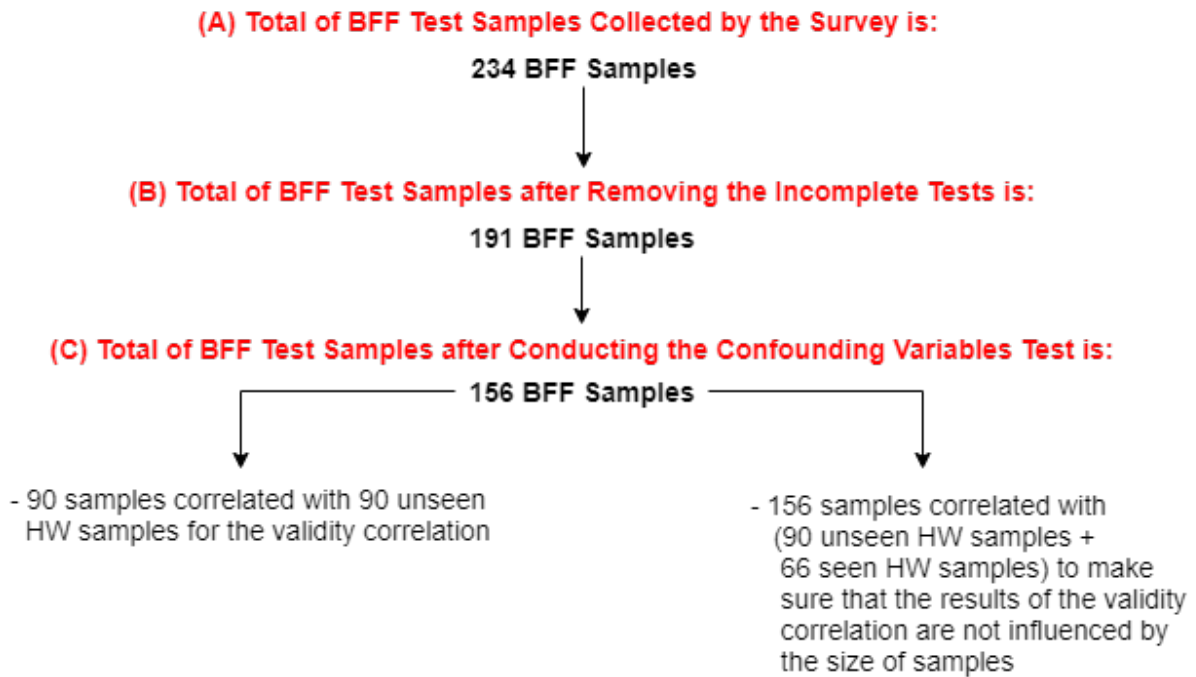 (A) Total of BFF Test Samples Collected by the Survey is:
234 BFF Samples
(B) Total of BFF Test Samples after Removing the Incomplete Tests is:
191 BFF Samples
(C) Total of BFF Test Samples after Conducting the Confounding Variables Test is:
156 BFF Samples
- 90 samples correlated with 90 unseen
HW samples for the validity correlation
- 156 samples correlated with
(90 unseen HW samples +
66 seen HW samples) to make
sure that the results of the validity
correlation are not influenced by
the size of samples